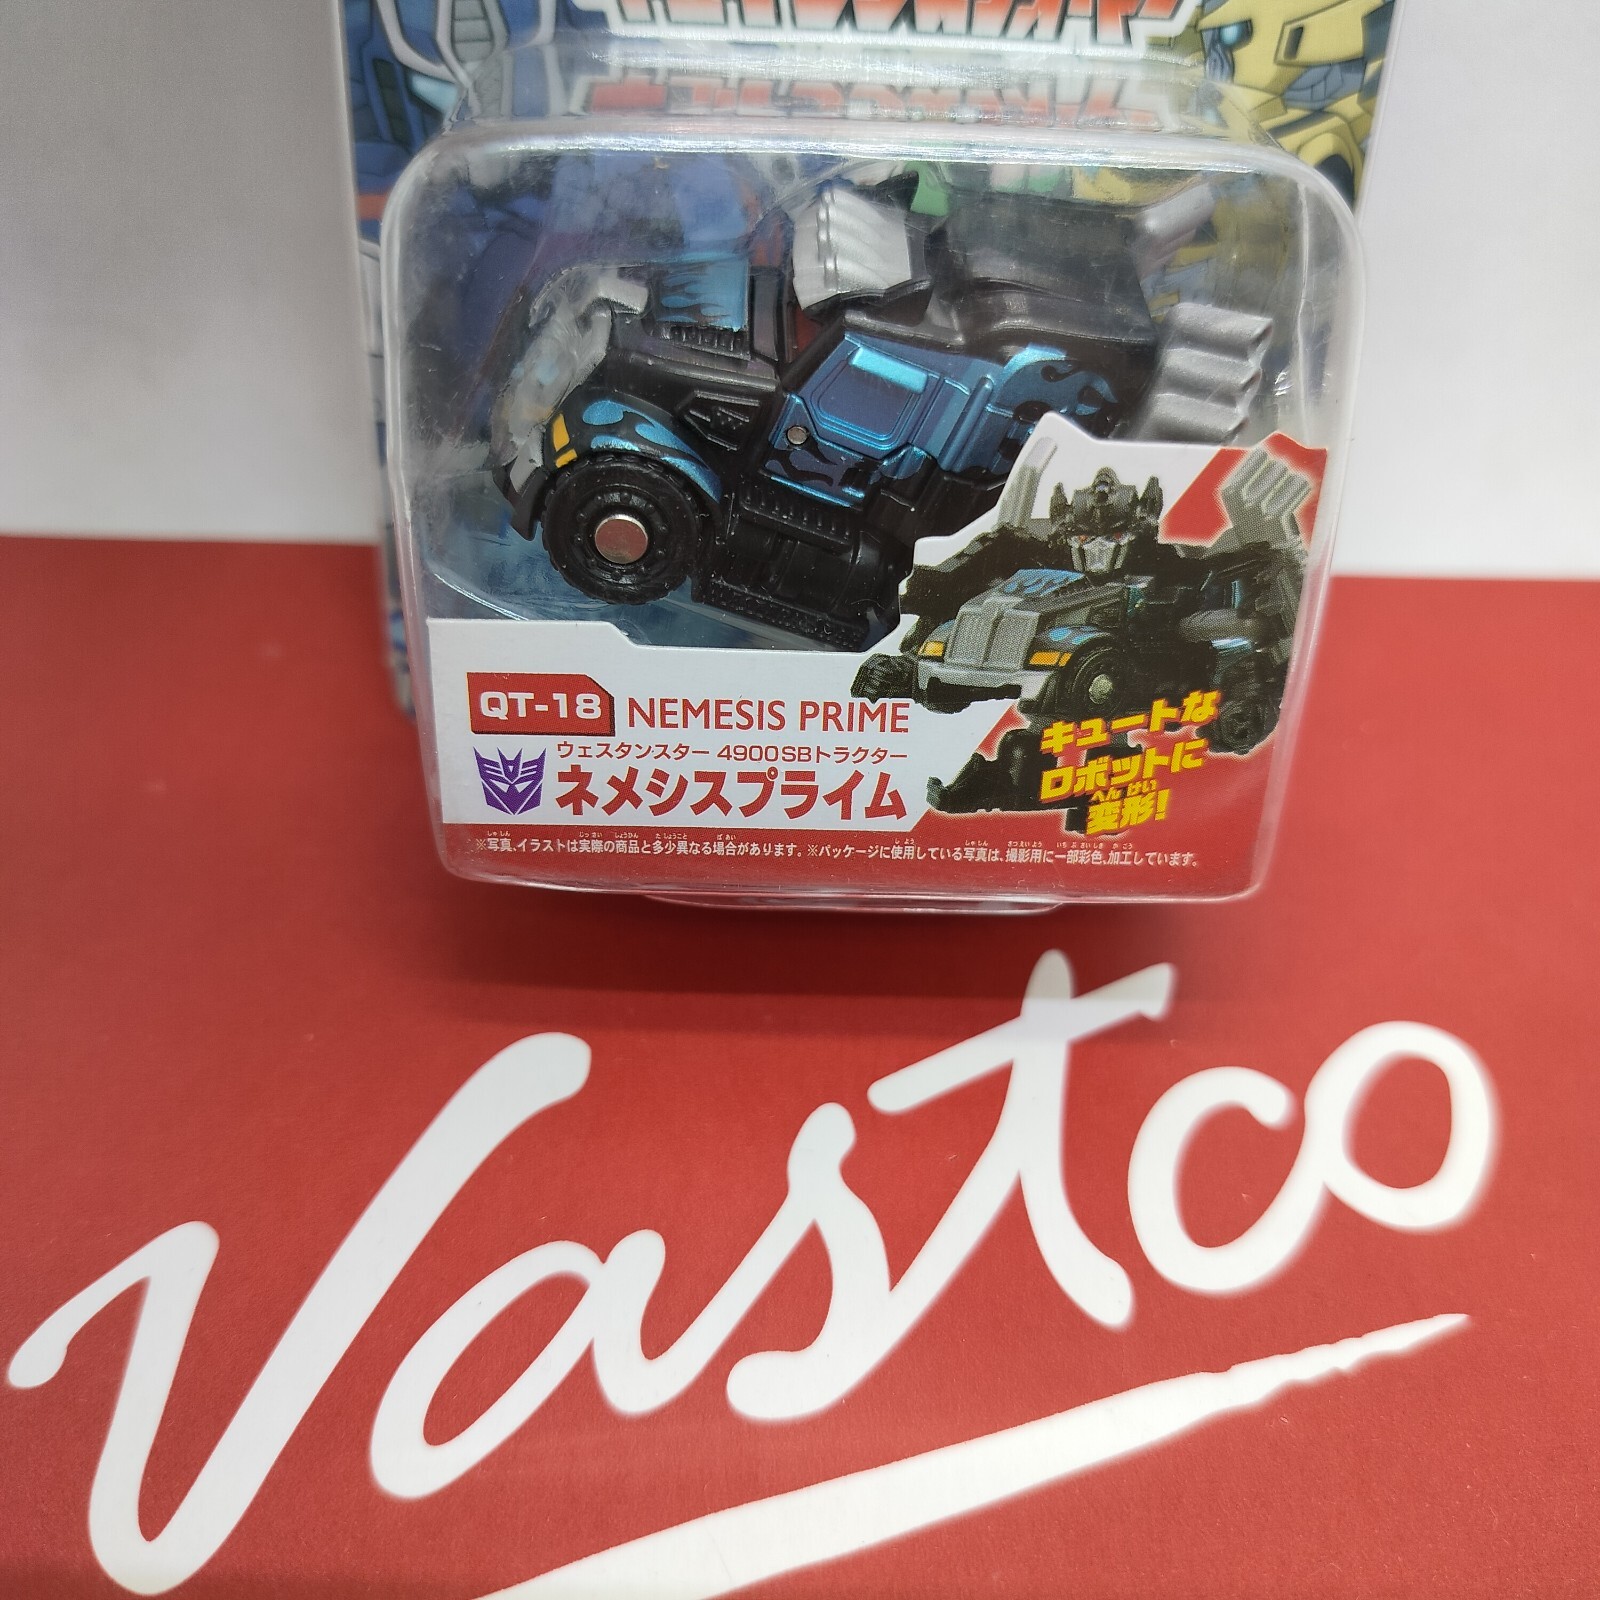 QT-18 NEMESIS PRIME
ウェスタン・スター 4900SBトラクター
ネメシスプライム
キュートな
ロボットに
へんけい
変形!
※写真、イラストは実際の商品と多少異なる場合があります。※パッケージに使用している写真は、撮影用に一部彩色、加工しています。
Vastco